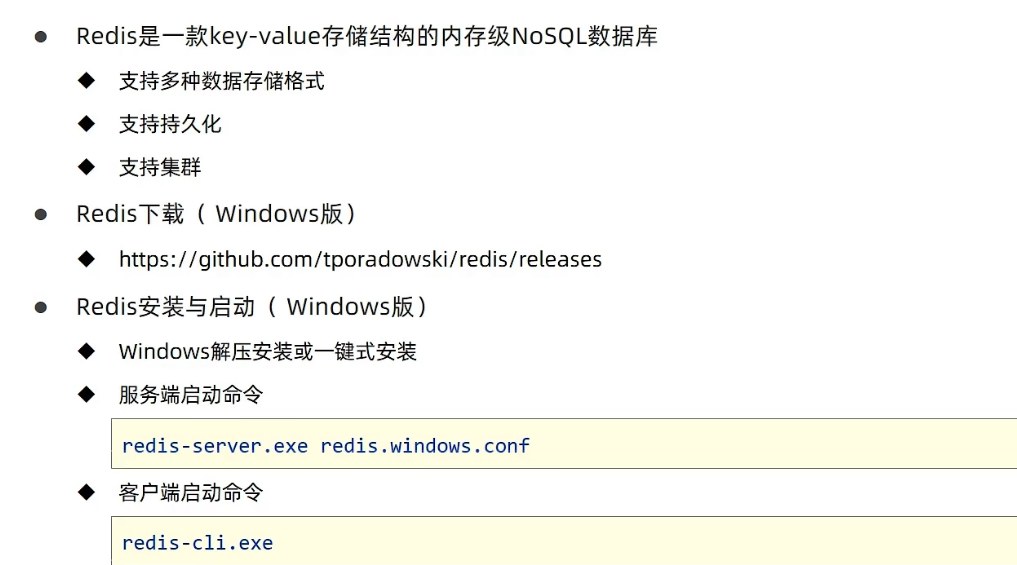 Redis是一款key-value存储结构的内存级NoSQL数据库
支持多种数据存储格式
支持持久化
支持集群
Redis下载（ Windows版）
https://github.com/tporadowski/redis/releases
Redis安装与启动（ Windows版）
Windows解压安装或一键式安装
服务端启动命令
redis-server.exe redis.windows.conf
客户端启动命令
redis-cli.exe